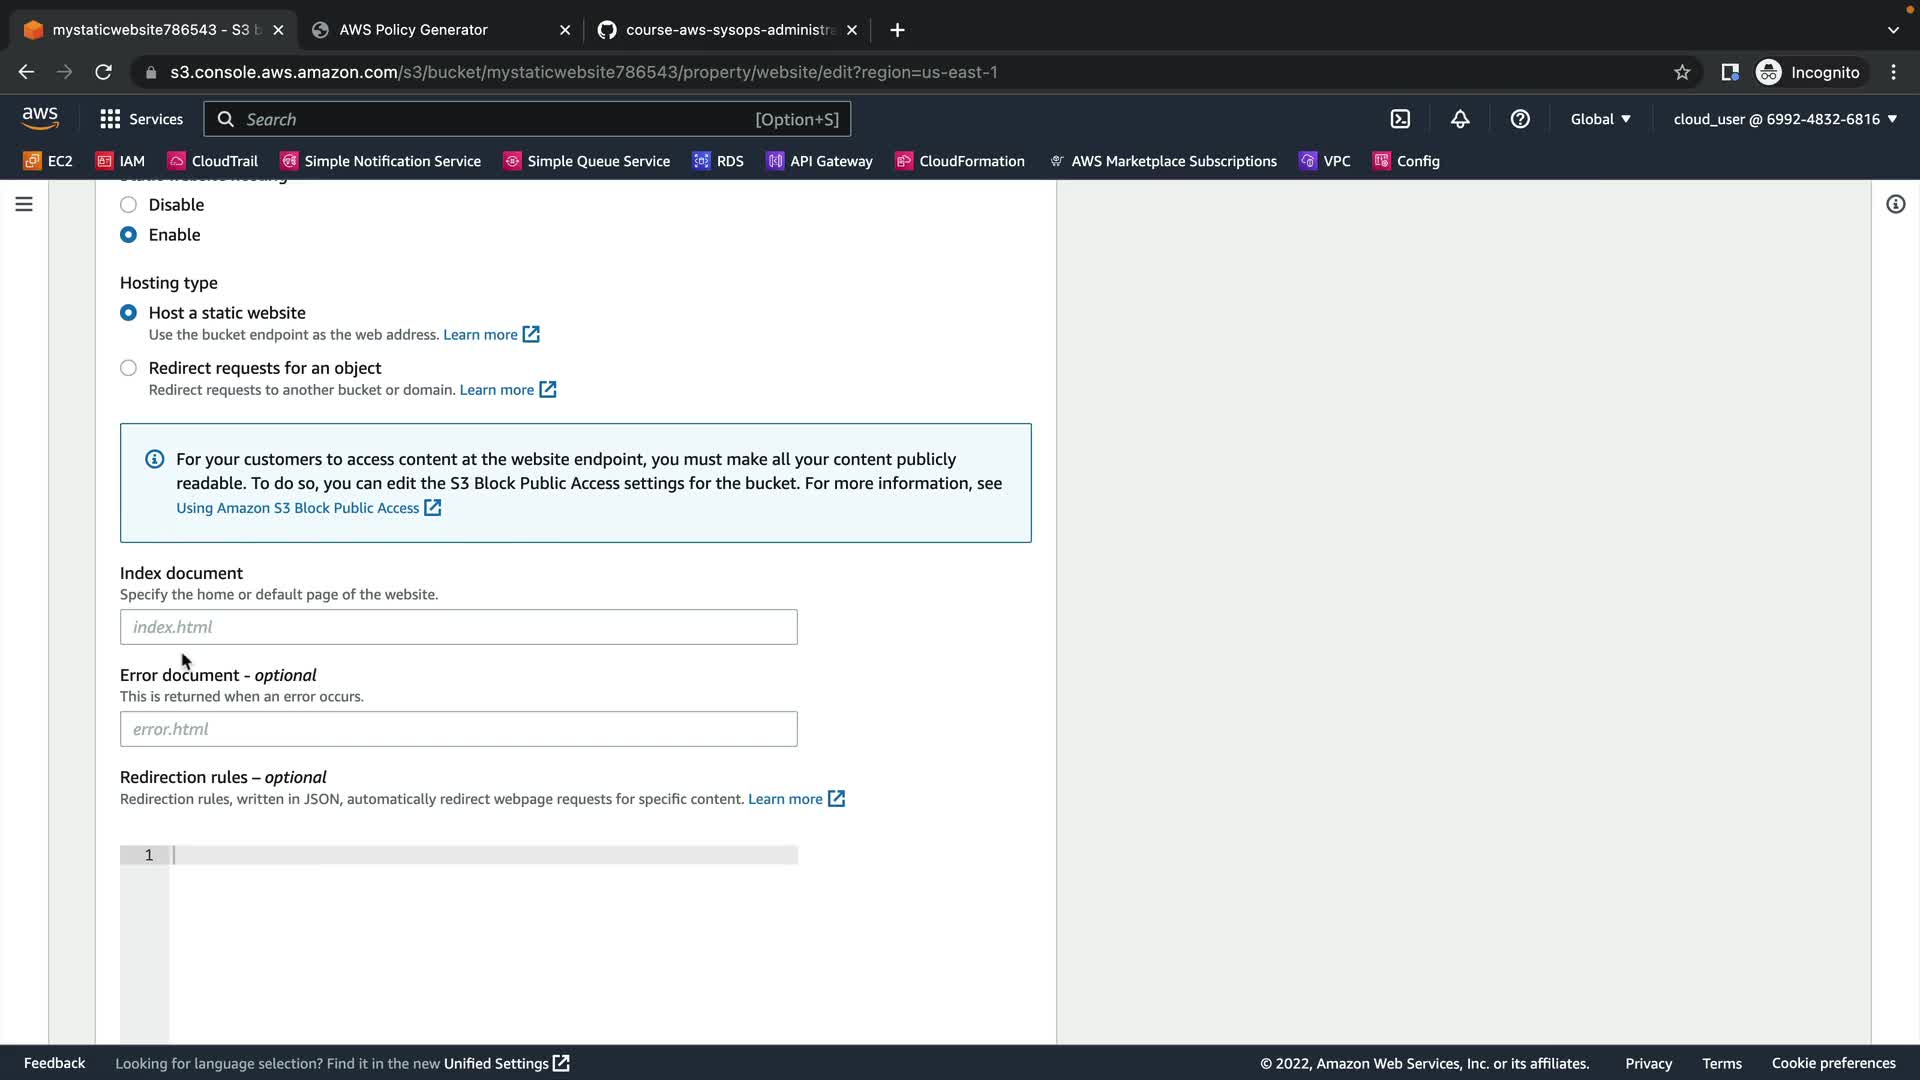 mystaticwebsite786543 - S3 b
AWS Policy Generator
course-aws-sysops-administra
s3.console.aws.amazon.com/s3/bucket/mystaticwebsite786543/property/website/edit?region=us-east-1
Incognito
aws
Services
Search
[Option+S]
Global
cloud_user @ 6992-4832-6816
EC2
IAM
CloudTrail
Simple Notification Service
Simple Queue Service
RDS
API Gateway
CloudFormation
AWS Marketplace Subscriptions
VPC
Config
Static website hosting
Disable
Enable
Hosting type
Host a static website
Use the bucket endpoint as the web address. Learn more
Redirect requests for an object
Redirect requests to another bucket or domain. Learn more
For your customers to access content at the website endpoint, you must make all your content publicly
readable. To do so, you can edit the S3 Block Public Access settings for the bucket. For more information, see
Using Amazon S3 Block Public Access
Index document
Specify the home or default page of the website.
index.html
Error document - optional
This is returned when an error occurs.
error.html
Redirection rules – optional
Redirection rules, written in JSON, automatically redirect webpage requests for specific content. Learn more
1
Feedback
Looking for language selection? Find it in the new Unified Settings
© 2022, Amazon Web Services, Inc. or its affiliates.
Privacy
Terms
Cookie preferences